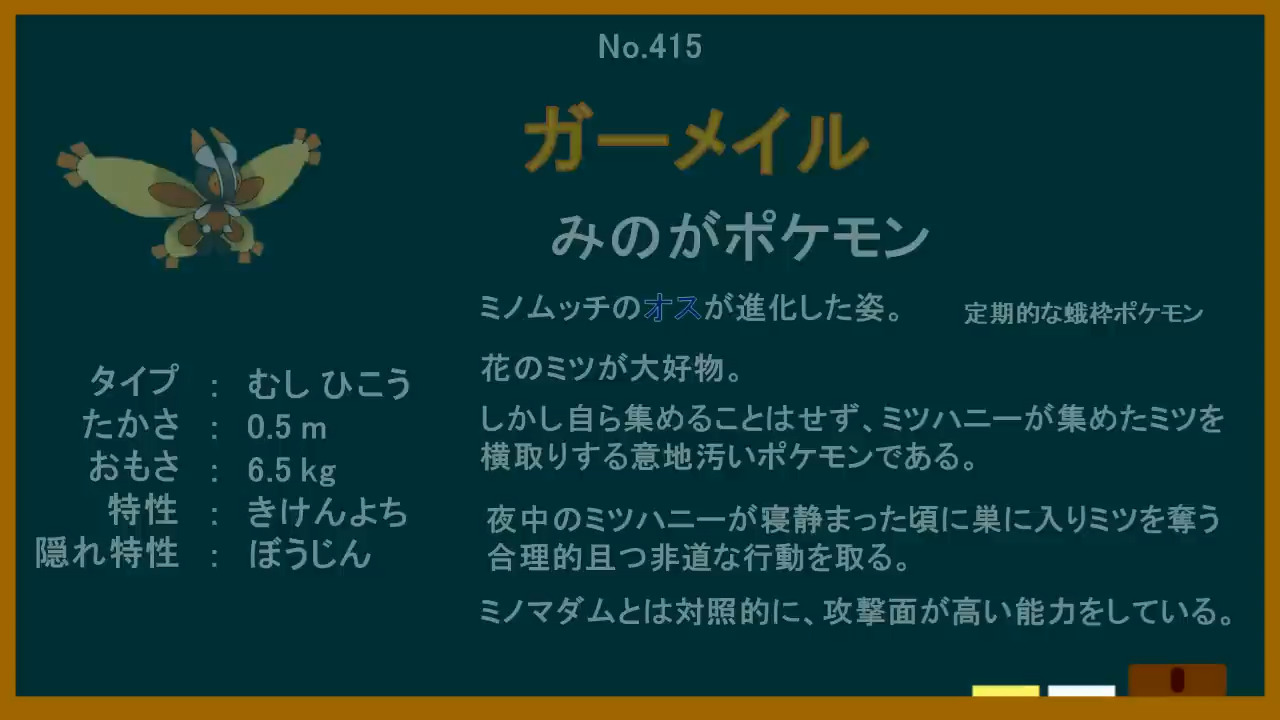 No.415
ガーメイル
みのがポケモン
ミノムッチのオスが進化した姿。
定期的な蛾枠ポケモン
花のミツが大好物。
しかし自ら集めることはせず、ミツハニーが集めたミツを
横取りする意地汚いポケモンである。
夜中のミツハニーが寝静まった頃に巣に入りミツを奪う
合理的且つ非道な行動を取る。
ミノマダムとは対照的に、攻撃面が高い能力をしている。
タイプ : むし ひこう
たかさ : 0.5 m
おもさ : 6.5 kg
特性 : きけんよち
隠れ特性 : ぼうじん